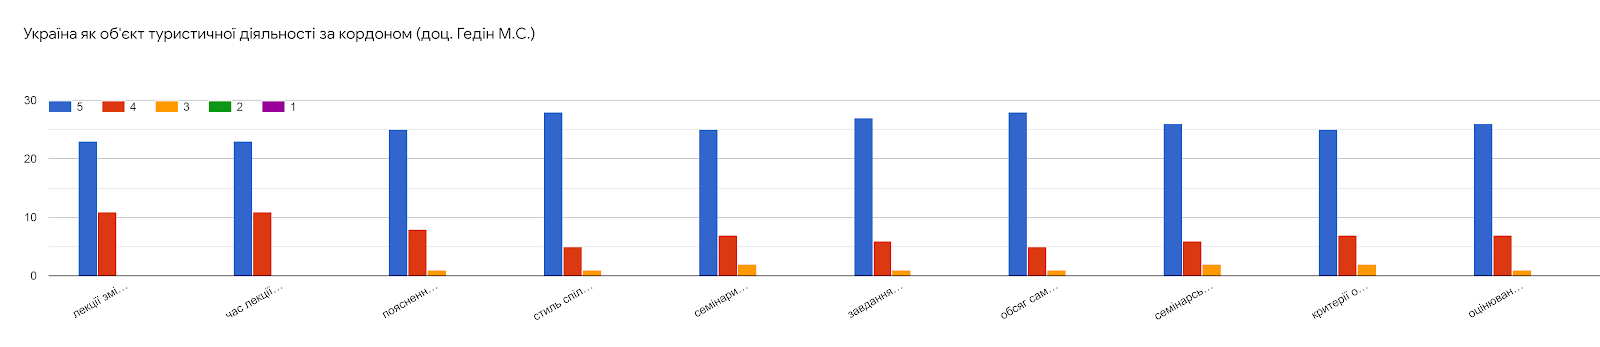 Україна як об'єкт туристичної діяльності за кордоном (доц. Гедін М.С.)
5 4 3 2 1
30
20
10
0
лекції змі…
час лекції…
пояснен…
стиль спіл…
семінари…
завдання…
обсяг сам…
семінарсь…
критерії о…
оцінюван…